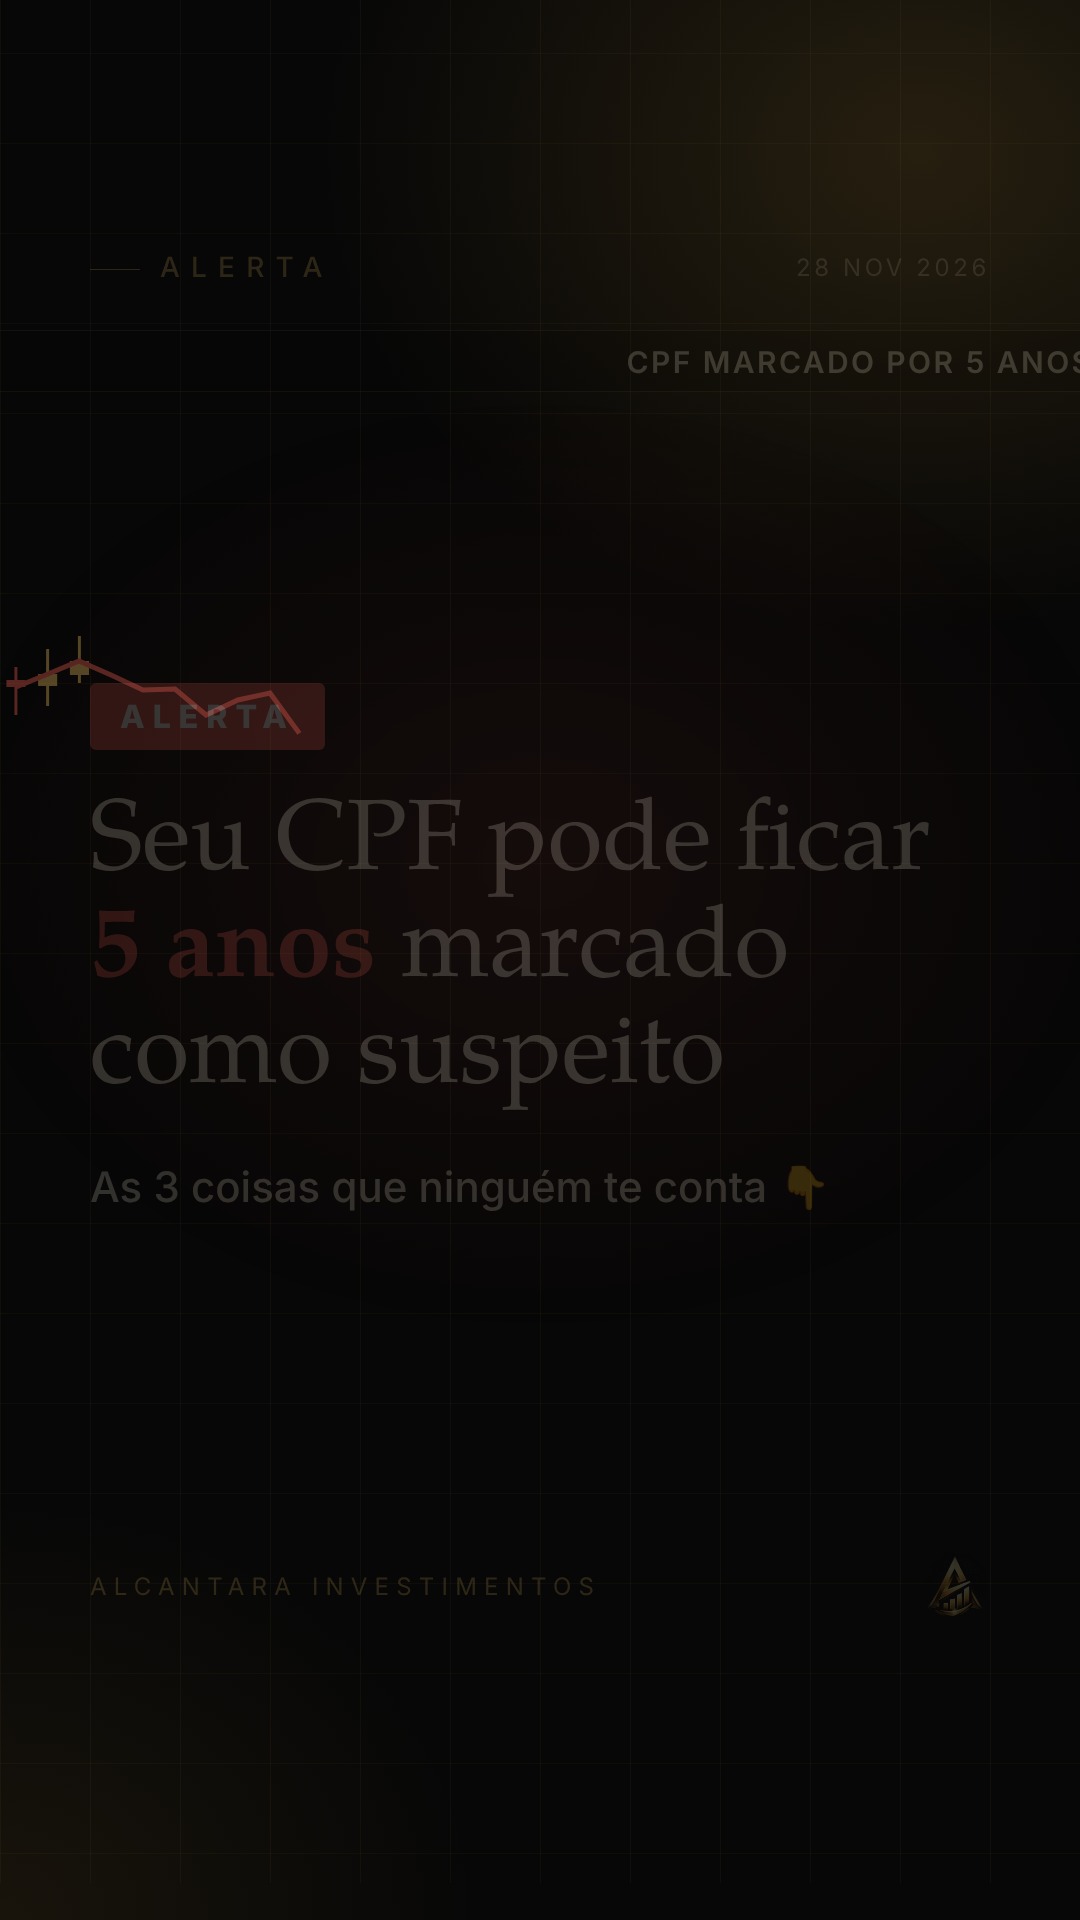 ALERTA
28 NOV 2026
CPF MARCADO POR 5 ANOS
ALERTA
Seu CPF pode ficar
5 anos marcado
como suspeito
As 3 coisas que ninguém te conta 👇
ALCANTARA INVESTIMENTOS